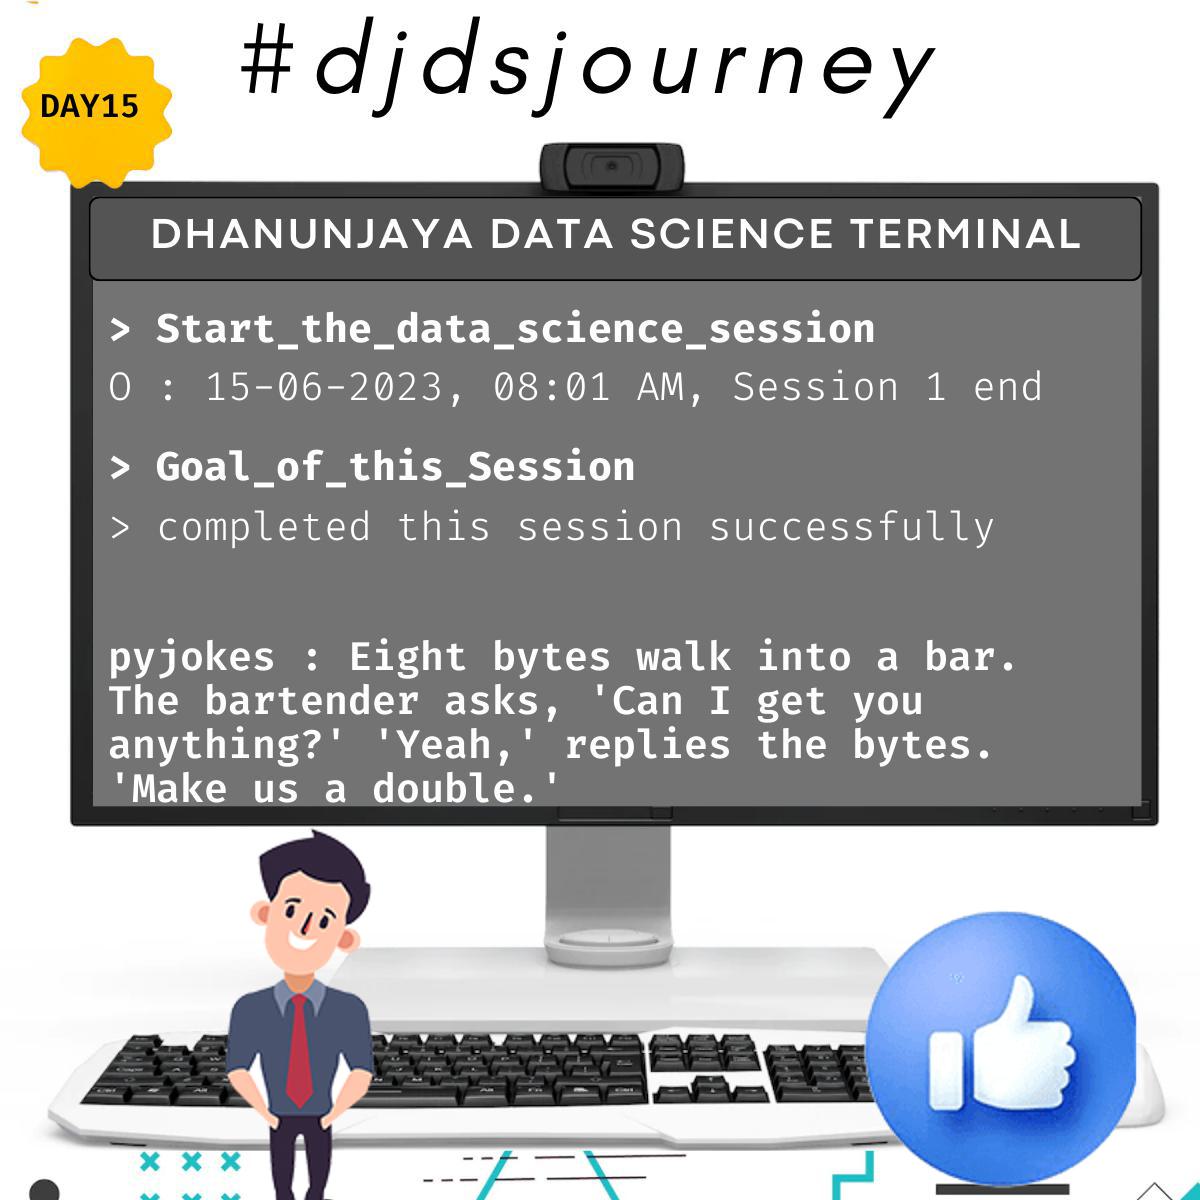 #djdsjourney
DAY15
DHANUNJAYA DATA SCIENCE TERMINAL
> Start_the_data_science_session
O : 15-06-2023, 08:01 AM, Session 1 end
> Goal_of_this_Session
> completed this session successfully
pyjokes : Eight bytes walk into a bar.
The bartender asks, 'Can I get you
anything?' 'Yeah,' replies the bytes.
'Make us a double.'